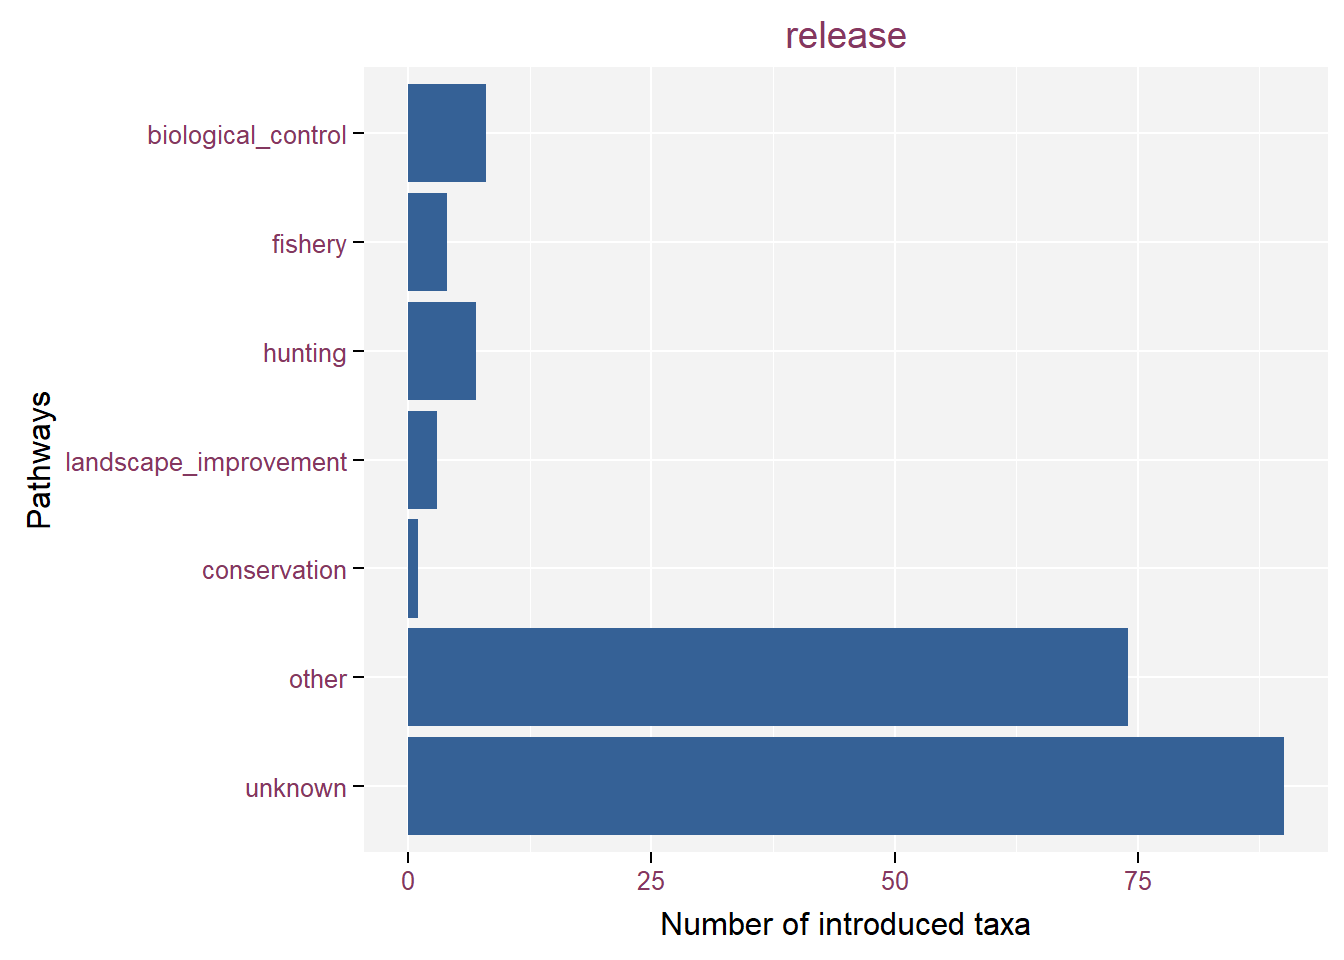 release
biological_control
fishery
hunting
landscape_improvement
conservation
other
unknown
Pathways
0 25 50 75
Number of introduced taxa